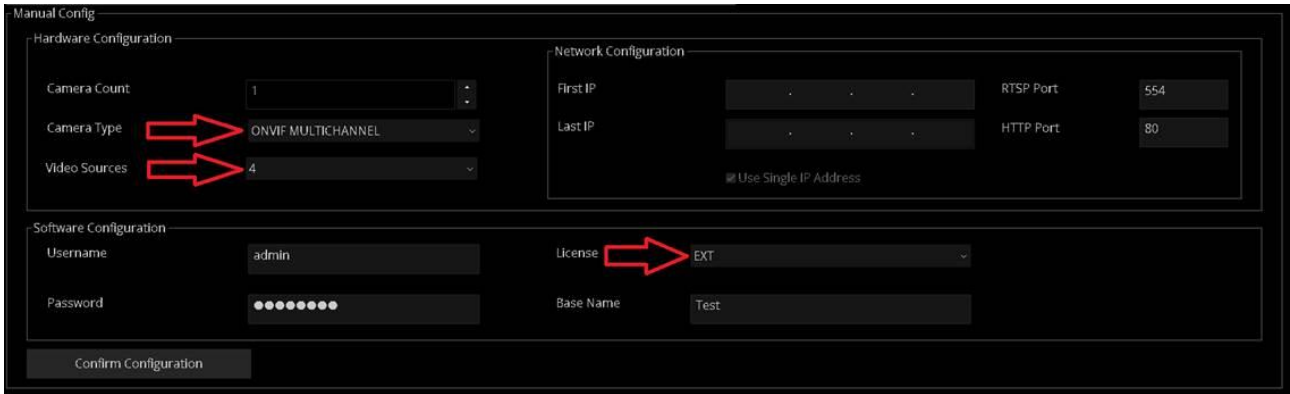 Manual Config
Hardware Configuration
Camera Count 1
Camera Type ONVIF MULTICHANNEL
Video Sources 4
Network Configuration
First IP . . . RTSP Port 554
Last IP . . . HTTP Port 80
Use Single IP Address
Software Configuration
Username admin License EXT
Password ●●●●●●●● Base Name Test
Confirm Configuration